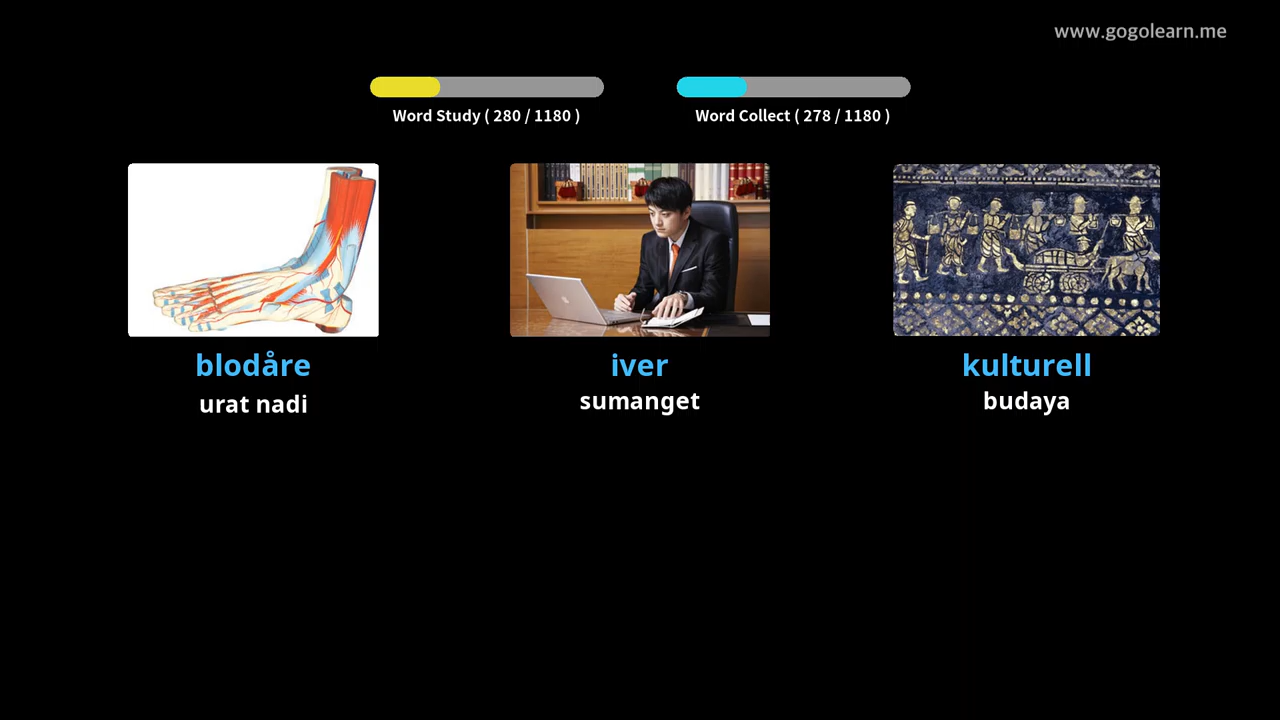 www.gogolearn.me
Word Study ( 280 / 1180 )
Word Collect ( 278 / 1180 )
blodåre
urat nadi
iver
sumanget
kulturell
budaya